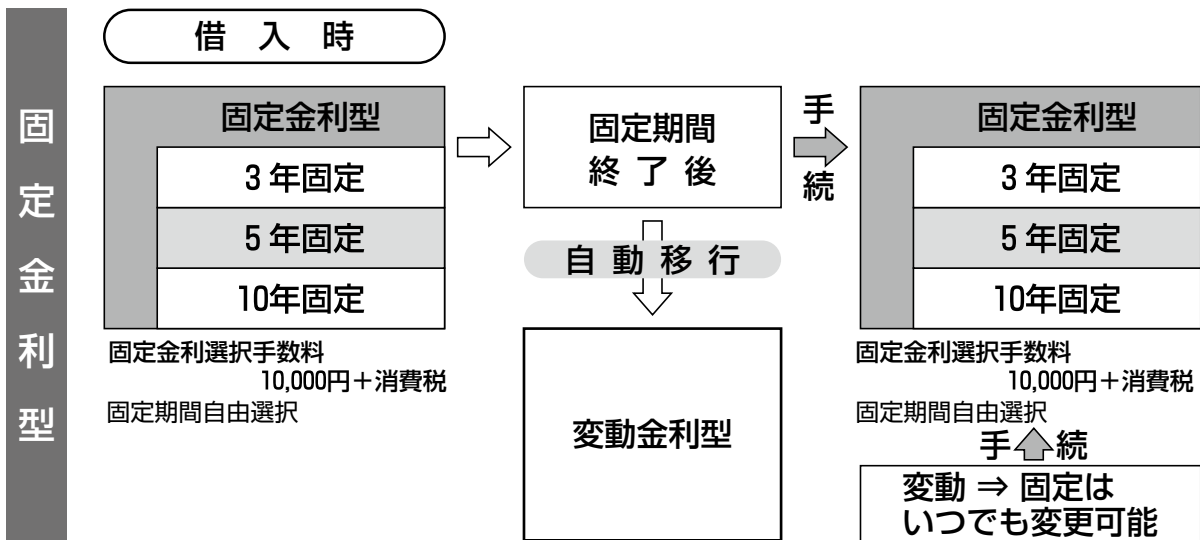 固定金利型
借入時
固定金利型
3年固定
5年固定
10年固定
固定金利選択手数料
10,000円＋消費税
固定期間自由選択
固定期間
終了後
自動移行
変動金利型
手続
固定金利型
3年固定
5年固定
10年固定
固定金利選択手数料
10,000円＋消費税
固定期間自由選択
手続
変動 ⇒ 固定は
いつでも変更可能